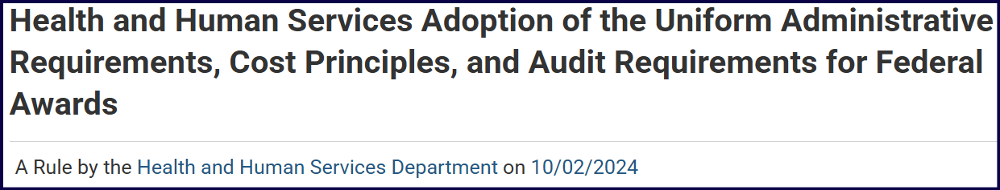 Health and Human Services Adoption of the Uniform Administrative
Requirements, Cost Principles, and Audit Requirements for Federal
Awards
A Rule by the Health and Human Services Department on 10/02/2024